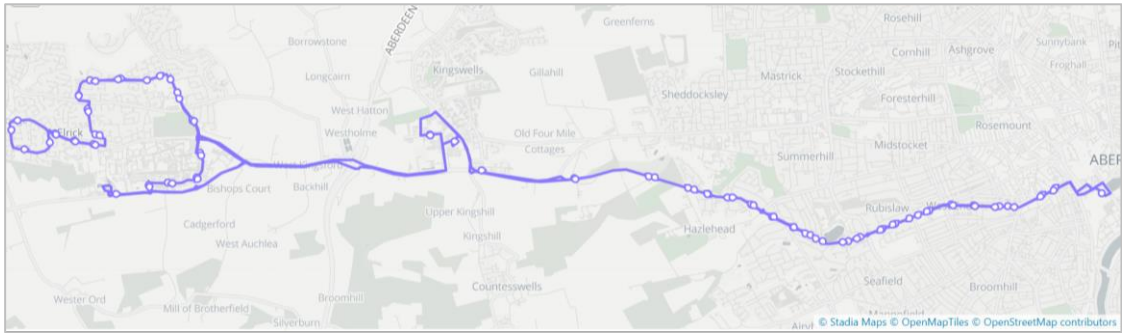 Greenferns
Rosehill
Borrowstone
ABERDEEN
Cornhill
Ashgrove
Sunnybank
Pit
Froghall
Longcairn
Kingswells
Gillahill
Mastrick
Stockethill
Sheddocksley
Forresterhill
West Hatton
Rosemount
Elrick
Westholme
Old Four Mile
Cottages
Midstocket
Summerhill
ABER
Bishops Court
Backhill
Rubislaw
Upper Kingshill
Cadgerford
Hazlehead
West Auchlea
Kingshill
Seafield
Countesswells
Broomhill
Wester Ord
Broomhill
Mill of Brotherfield
Silverburn
Mannofield
© Stadia Maps © OpenMapTiles © OpenStreetMap contributors